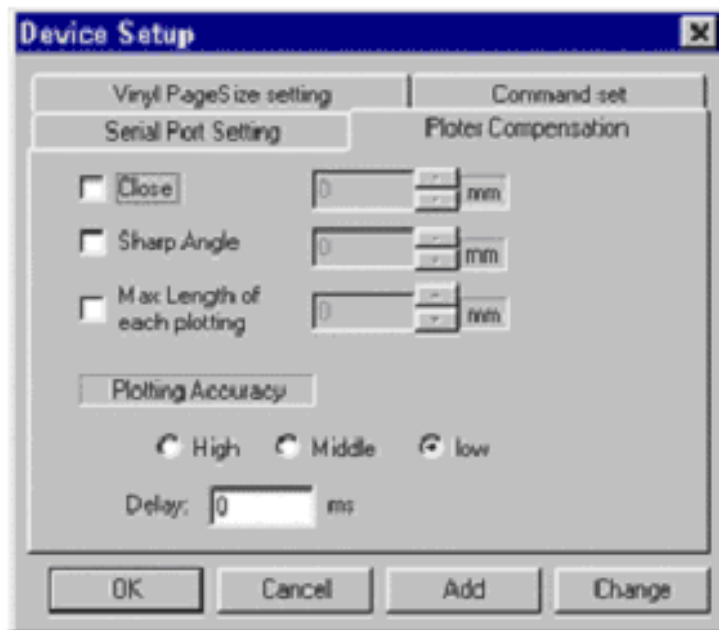 Device Setup
Vinyl PageSize setting
Command set
Serial Port Setting
Ploter Compensation
Close 0 mm
Sharp Angle 0 mm
Max Length of
each plotting 0 mm
Plotting Accuracy
High Middle low
Delay: 0 ms
OK Cancel Add Change